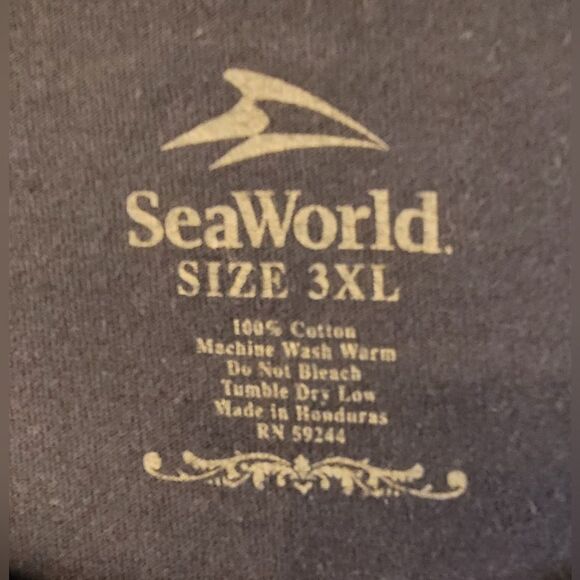 SeaWorld.
SIZE 3XL
100% Cotton
Machine Wash Warm
Do Not Bleach
Tumble Dry Low
Made in Honduras
RN 59244